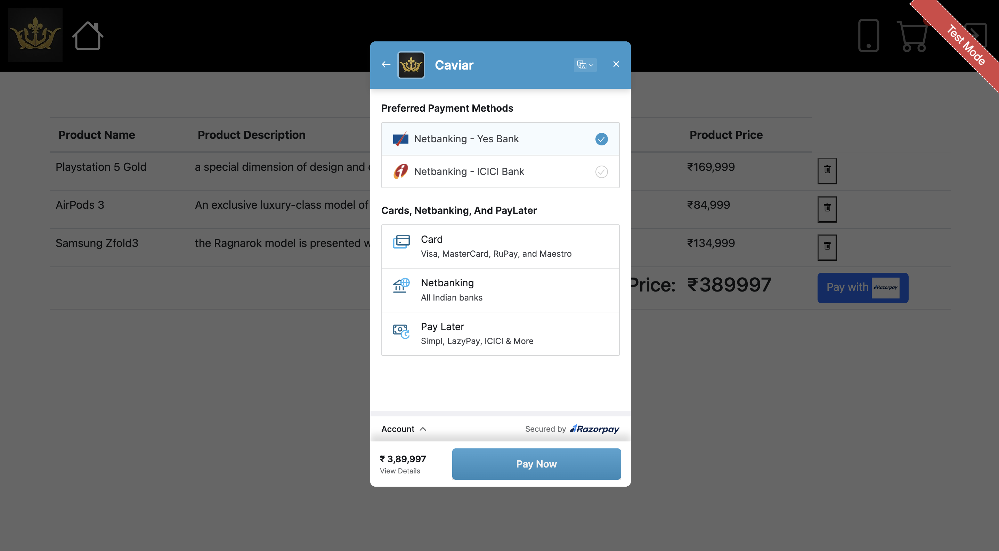 Test Mode
Caviar
Preferred Payment Methods
Netbanking - Yes Bank
Netbanking - ICICI Bank
Cards, Netbanking, And PayLater
Card
Visa, MasterCard, RuPay, and Maestro
Netbanking
All Indian banks
Pay Later
Simpl, LazyPay, ICICI & More
Account
Secured by Razorpay
₹ 3,89,997
View Details
Pay Now
Product Name Product Description Product Price
Playstation 5 Gold a special dimension of design and ₹169,999
AirPods 3 An exclusive luxury-class model of ₹84,999
Samsung Zfold3 the Ragnarok model is presented ₹134,999
Price: ₹389997 Pay with Razorpay